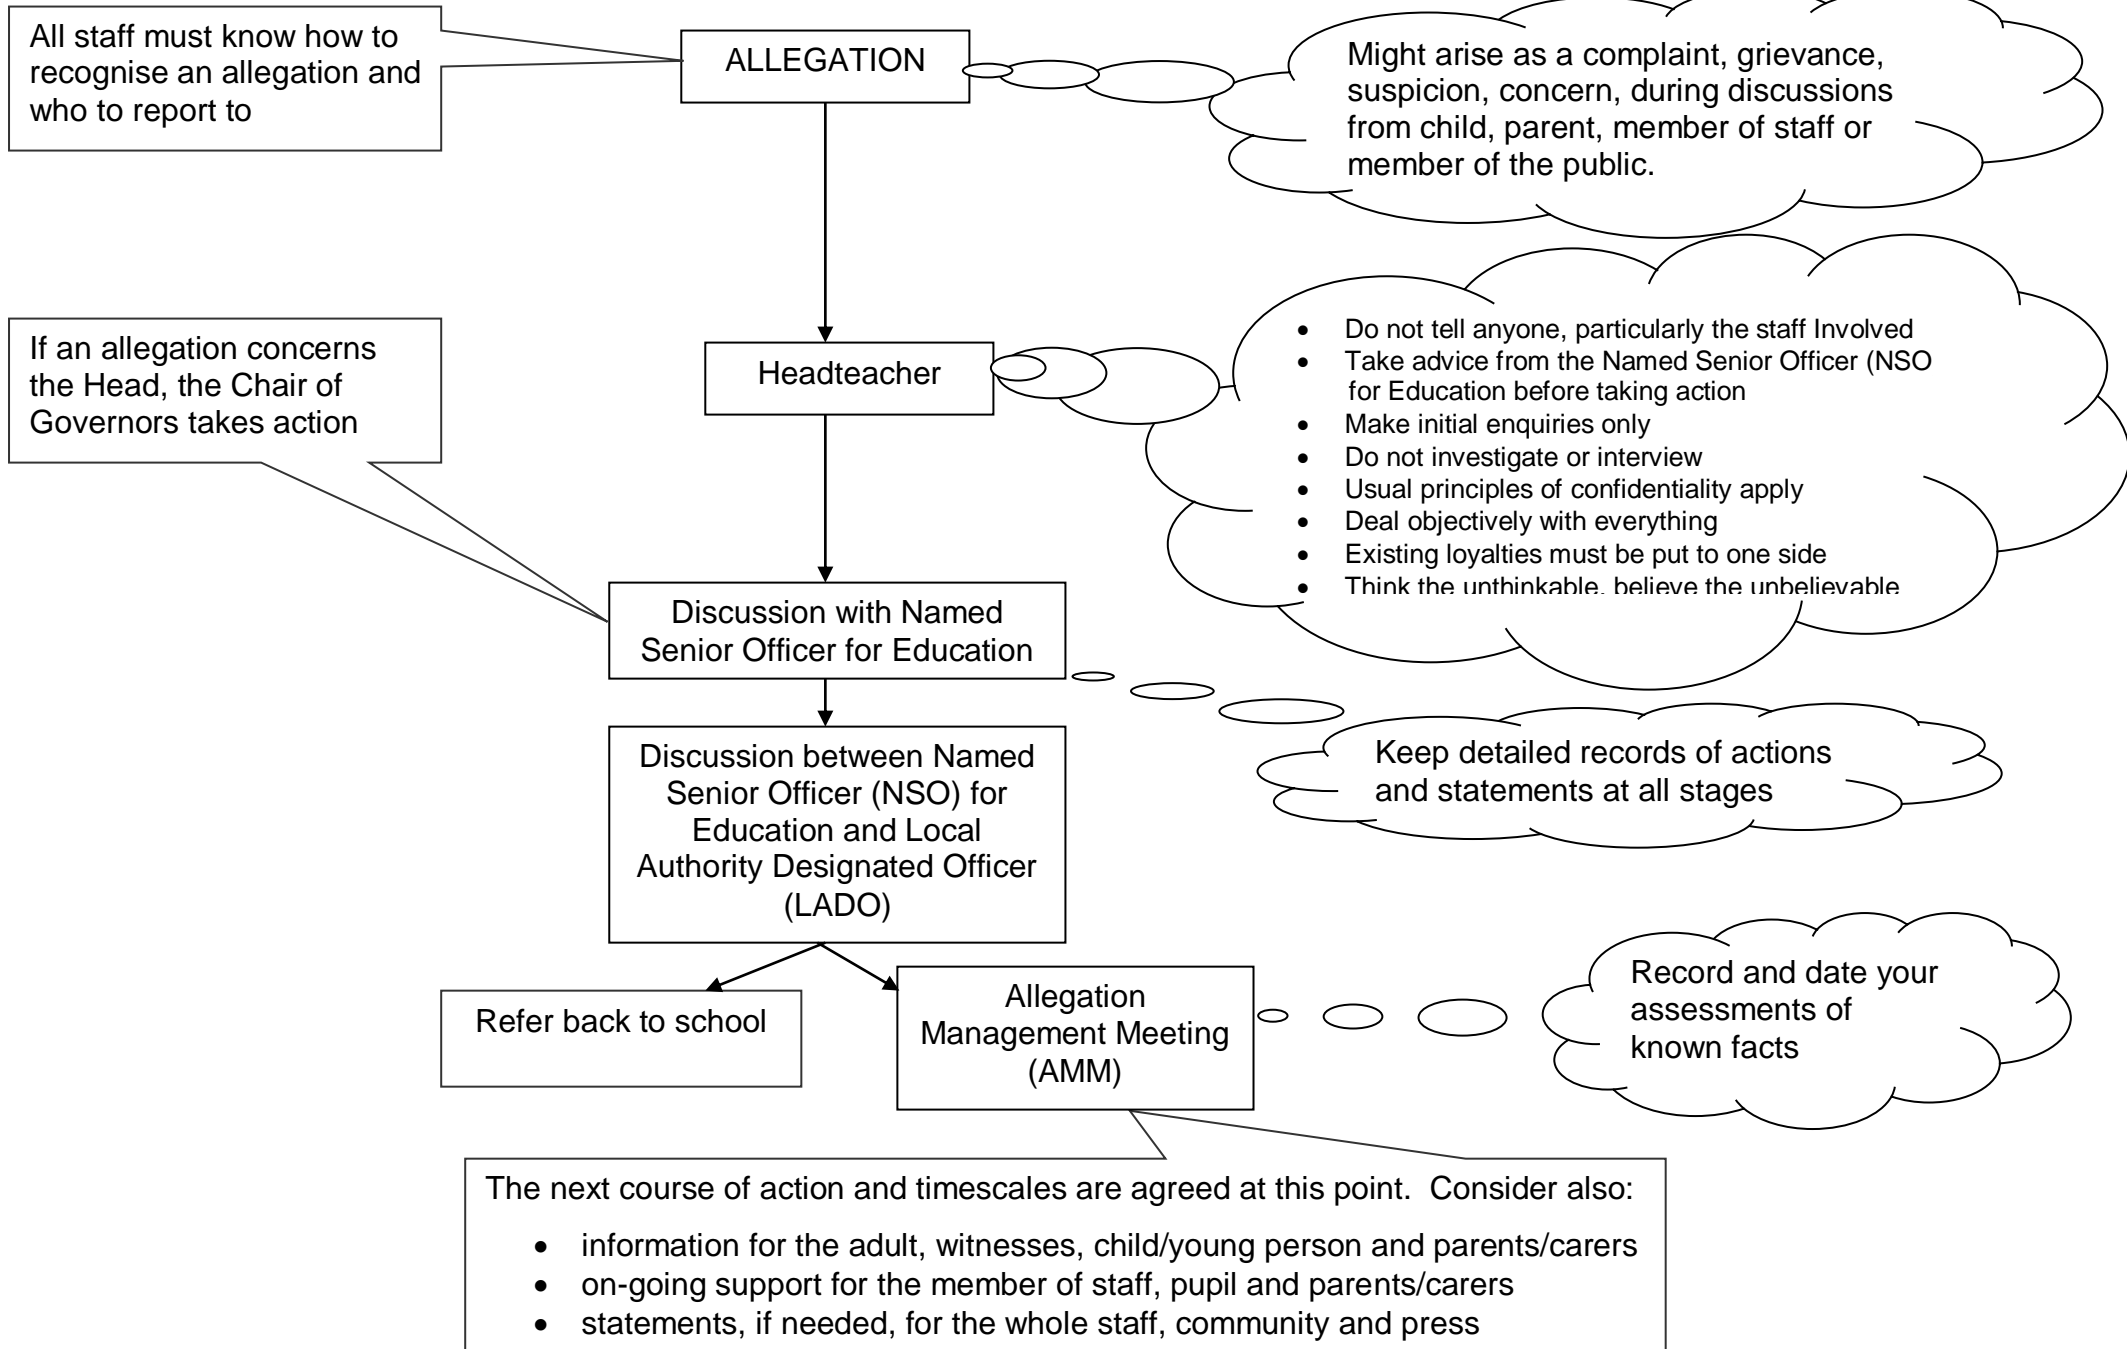 All staff must know how to
recognise an allegation and
who to report to
ALLEGATION
Might arise as a complaint, grievance,
suspicion, concern, during discussions
from child, parent, member of staff or
member of the public.
If an allegation concerns
the Head, the Chair of
Governors takes action
Headteacher
• Do not tell anyone, particularly the staff Involved
• Take advice from the Named Senior Officer (NSO
for Education before taking action
• Make initial enquiries only
• Do not investigate or interview
• Usual principles of confidentiality apply
• Deal objectively with everything
• Existing loyalties must be put to one side
• Think the unthinkable, believe the unbelievable
Discussion with Named
Senior Officer for Education
Discussion between Named
Senior Officer (NSO) for
Education and Local
Authority Designated Officer
(LADO)
Keep detailed records of actions
and statements at all stages
Refer back to school
Allegation
Management Meeting
(AMM)
Record and date your
assessments of
known facts
The next course of action and timescales are agreed at this point.  Consider also:
• information for the adult, witnesses, child/young person and parents/carers
• on-going support for the member of staff, pupil and parents/carers
• statements, if needed, for the whole staff, community and press